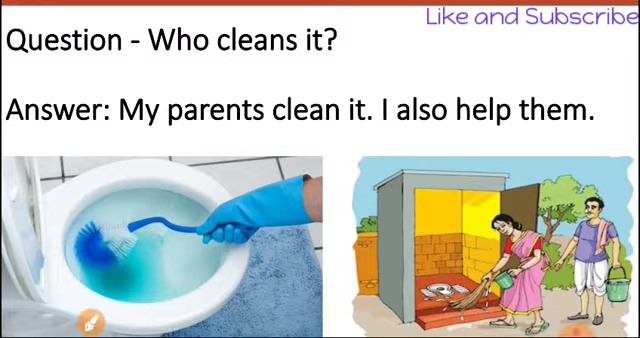 Like and Subscribe
Question - Who cleans it?
Answer: My parents clean it. I also help them.